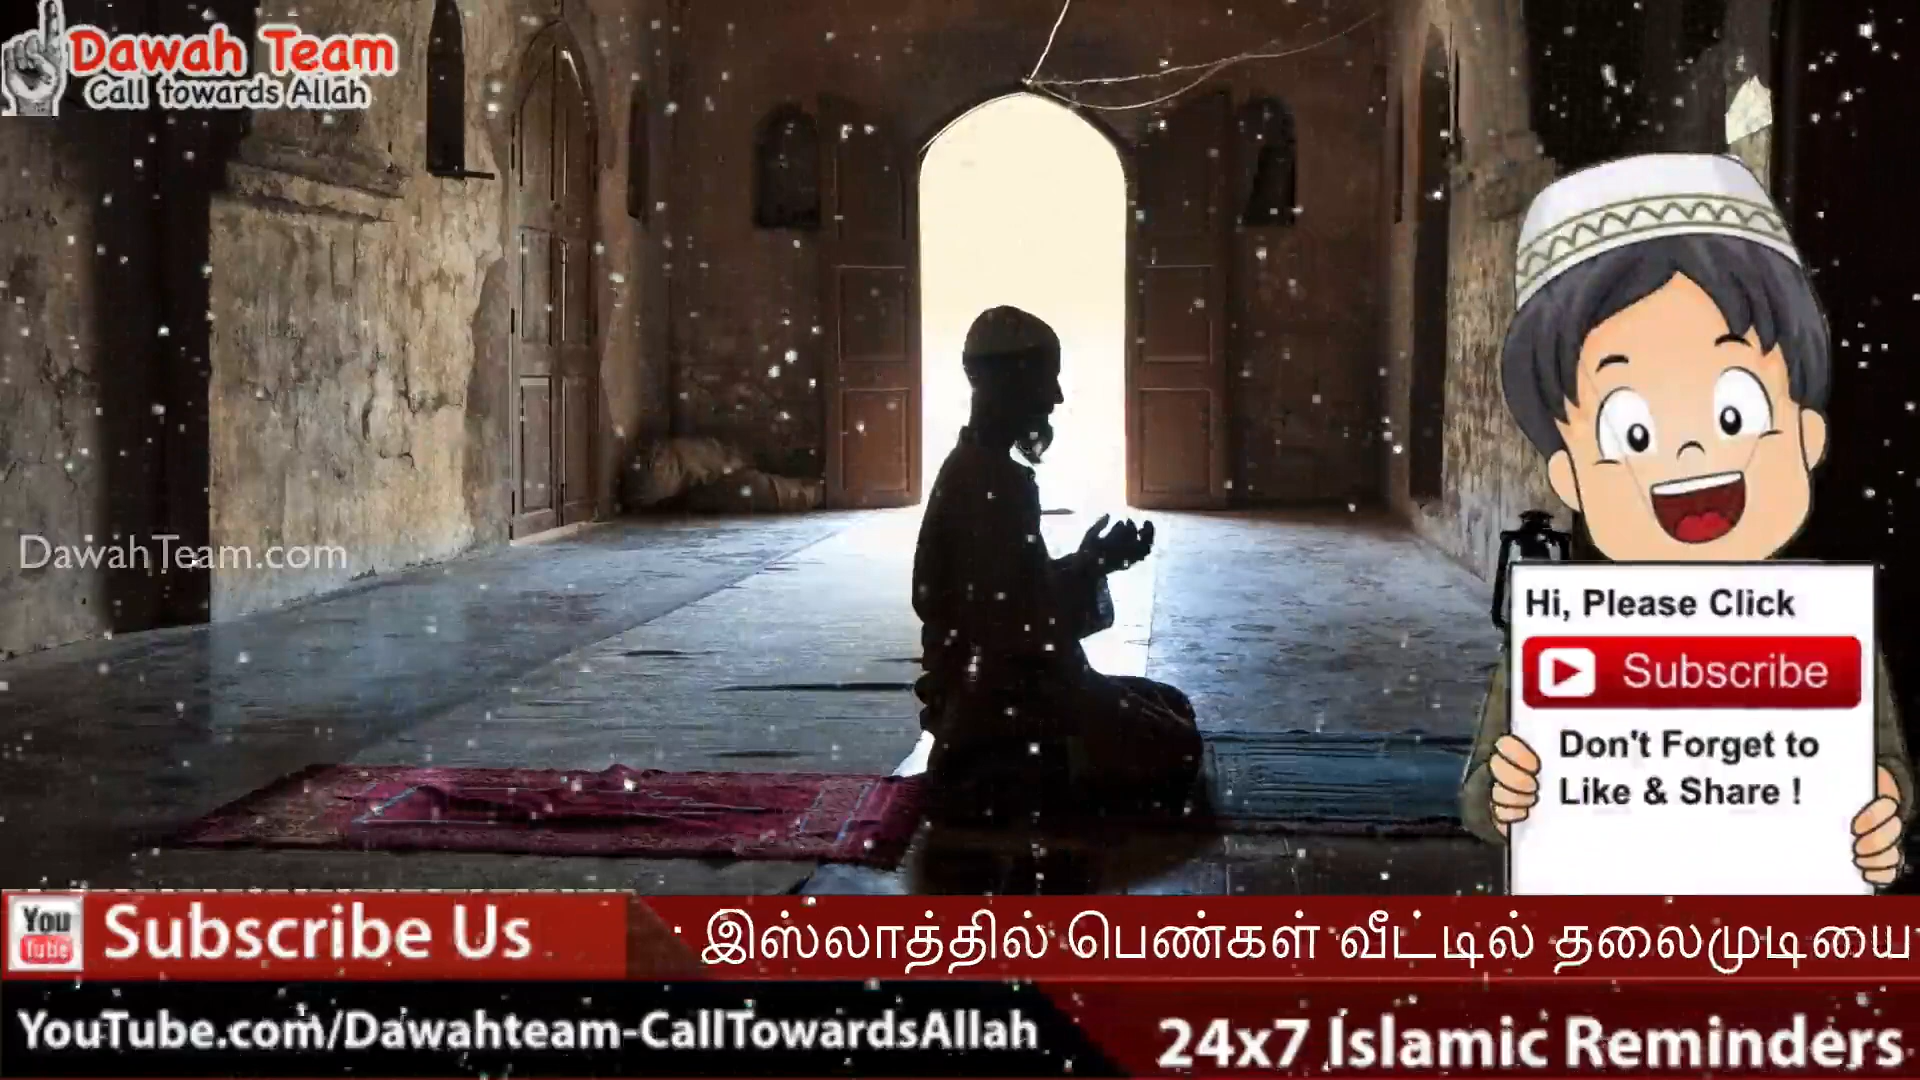 Dawah Team
Call towards Allah
DawahTeam.com
Hi, Please Click
Subscribe
Don't Forget to
Like & Share !
You
Tube
Subscribe Us
இஸ்லாத்தில் பெண்கள் வீட்டில் தலைமுடியை
YouTube.com/Dawahteam-CallTowardsAllah
24x7 Islamic Reminders